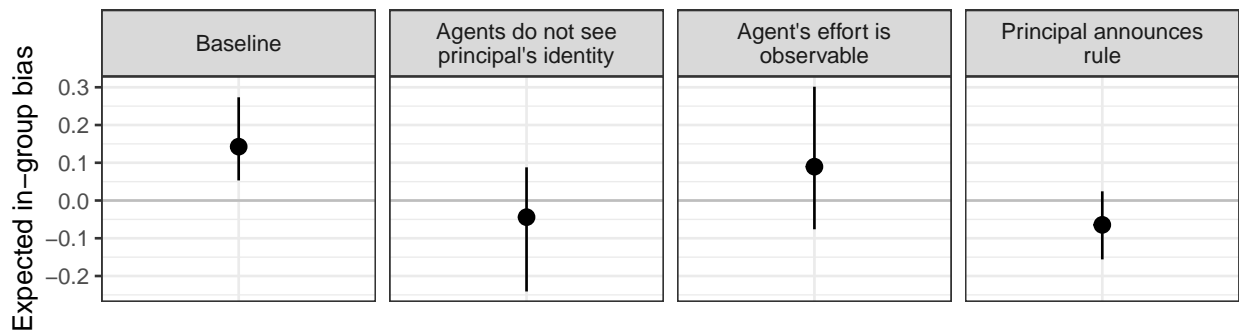 Baseline
Agents do not see
principal's identity
Agent's effort is
observable
Principal announces
rule
Expected in−group bias
0.3
0.2
0.1
0.0
−0.1
−0.2